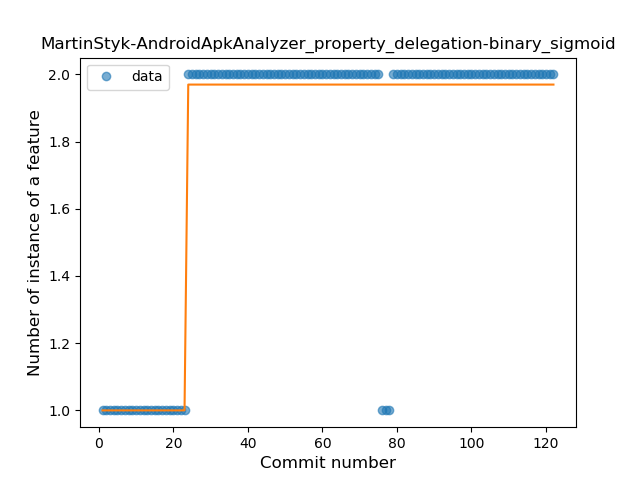 MartinStyk-AndroidApkAnalyzer_property_delegation-binary_sigmoid
data
Number of instance of a feature
2.0
1.8
1.6
1.4
1.2
1.0
0 20 40 60 80 100 120
Commit number